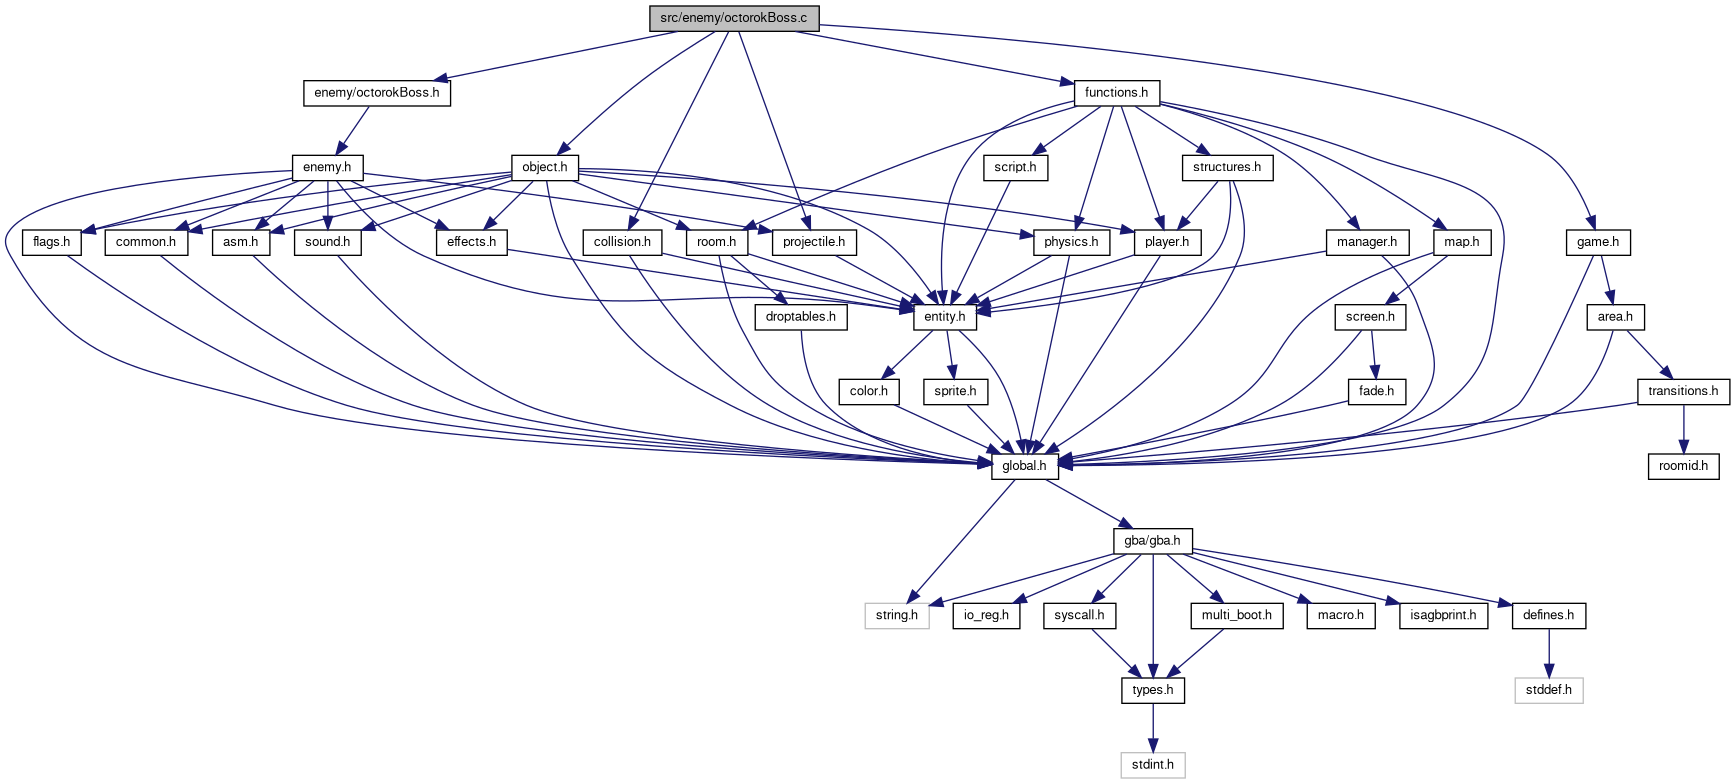 src/enemy/octorokBoss.c
enemy/octorokBoss.h
functions.h
enemy.h
object.h
script.h
structures.h
flags.h
common.h
asm.h
sound.h
effects.h
collision.h
room.h
projectile.h
physics.h
player.h
manager.h
map.h
game.h
droptables.h
entity.h
screen.h
area.h
color.h
sprite.h
fade.h
transitions.h
global.h
roomid.h
gba/gba.h
string.h
io_reg.h
syscall.h
multi_boot.h
macro.h
isagbprint.h
defines.h
types.h
stddef.h
stdint.h